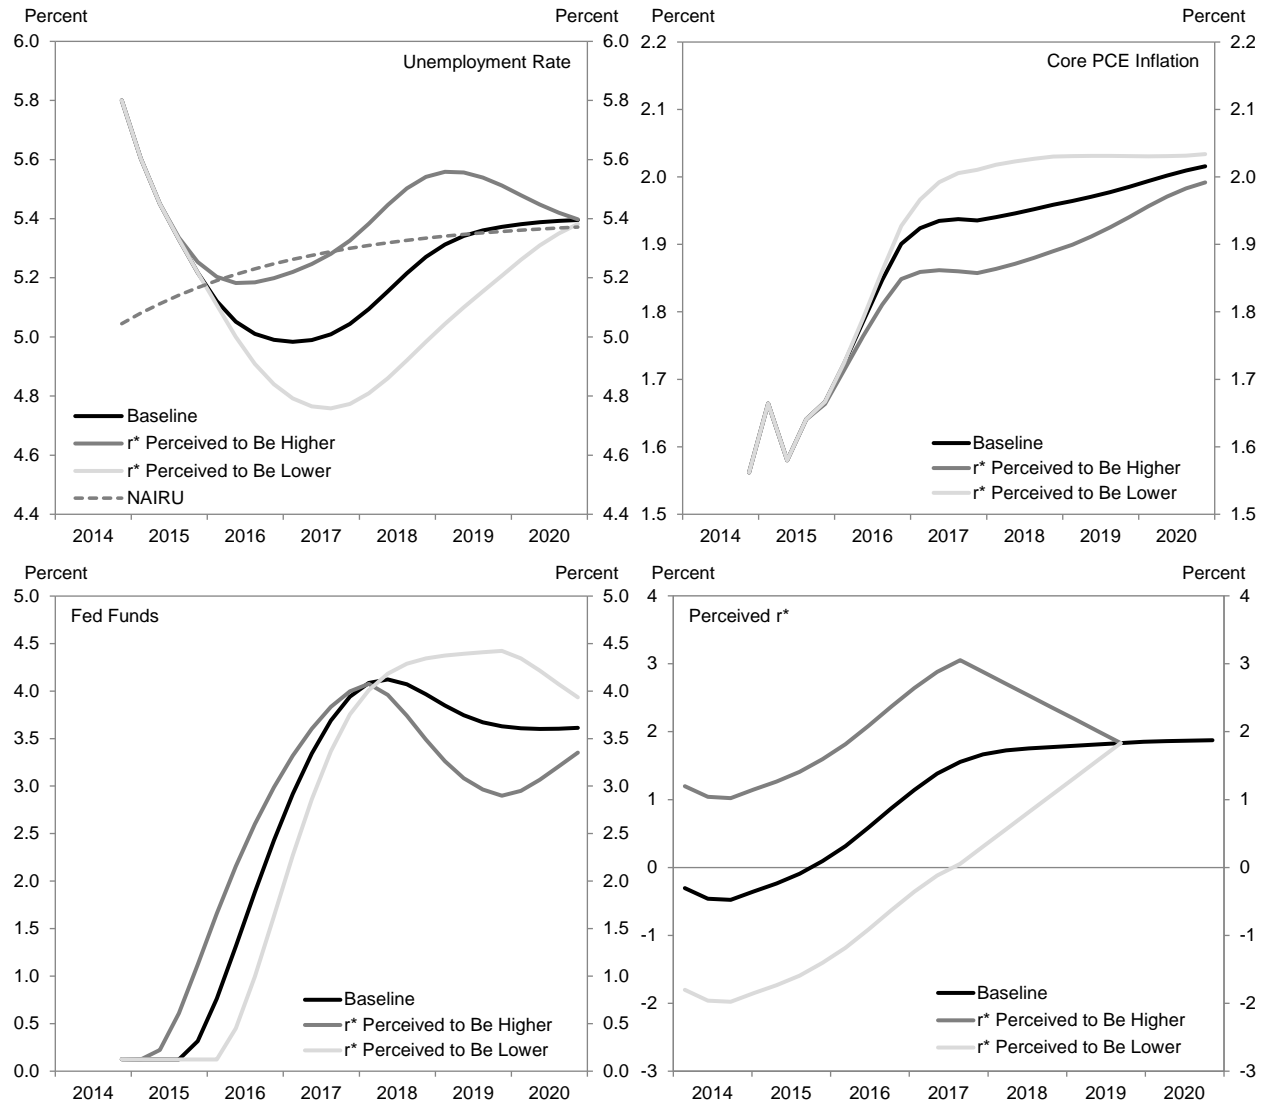 Percent Percent
Unemployment Rate
6.0 6.0
5.8 5.8
5.6 5.6
5.4 5.4
5.2 5.2
5.0 5.0
4.8 4.8
4.6 4.6
4.4 4.4
Baseline
r* Perceived to Be Higher
r* Perceived to Be Lower
NAIRU
2014 2015 2016 2017 2018 2019 2020
Percent Percent
Core PCE Inflation
2.2 2.2
2.1 2.1
2.0 2.0
1.9 1.9
1.8 1.8
1.7 1.7
1.6 1.6
1.5 1.5
Baseline
r* Perceived to Be Higher
r* Perceived to Be Lower
2014 2015 2016 2017 2018 2019 2020
Percent Percent
Fed Funds
5.0 5.0
4.5 4.5
4.0 4.0
3.5 3.5
3.0 3.0
2.5 2.5
2.0 2.0
1.5 1.5
1.0 1.0
0.5 0.5
0.0 0.0
Baseline
r* Perceived to Be Higher
r* Perceived to Be Lower
2014 2015 2016 2017 2018 2019 2020
Percent Percent
Perceived r*
4 4
3 3
2 2
1 1
0 0
-1 -1
-2 -2
-3 -3
Baseline
r* Perceived to Be Higher
r* Perceived to Be Lower
2014 2015 2016 2017 2018 2019 2020